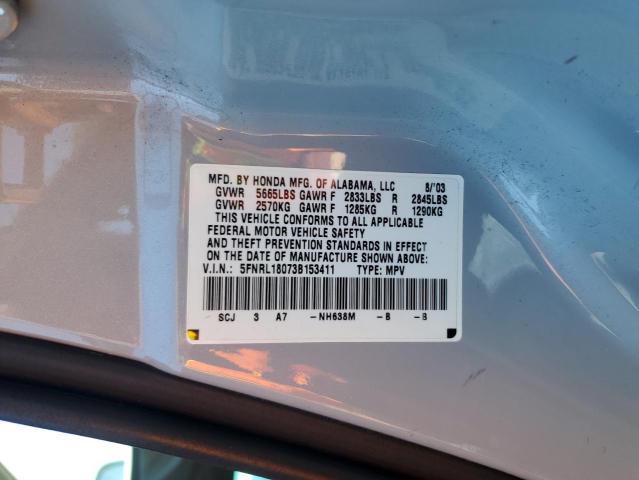 MFD. BY HONDA MFG. OF ALABAMA, LLC 8/'03
GVWR 5665LBS GAWR F 2833LBS R 2845LBS
GVWR 2570KG GAWR F 1285KG R 1290KG
THIS VEHICLE CONFORMS TO ALL APPLICABLE
FEDERAL MOTOR VEHICLE SAFETY
AND THEFT PREVENTION STANDARDS IN EFFECT
ON THE DATE OF MANUFACTURE SHOWN ABOVE.
V.I.N.: 5FNRL18073B153411 TYPE: MPV
SCJ 3 A7 -NH638M -B -B